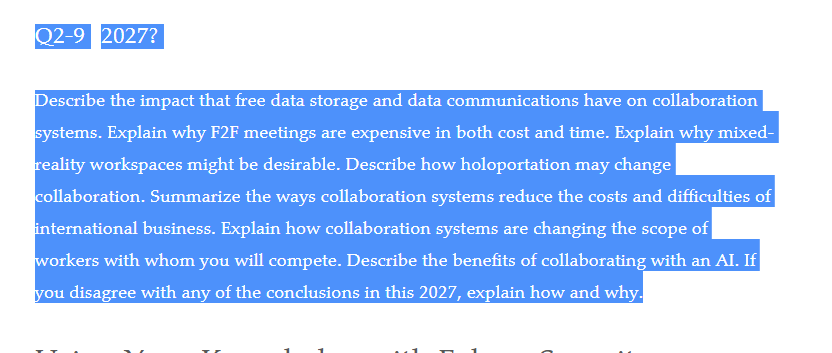 Q2-9 2027?
Describe the impact that free data storage and data communications have on collaboration
systems. Explain why F2F meetings are expensive in both cost and time. Explain why mixed-
reality workspaces might be desirable. Describe how holoportation may change
collaboration. Summarize the ways collaboration systems reduce the costs and difficulties of
international business. Explain how collaboration systems are changing the scope of
workers with whom you will compete. Describe the benefits of collaborating with an AI. If
you disagree with any of the conclusions in this 2027, explain how and why.